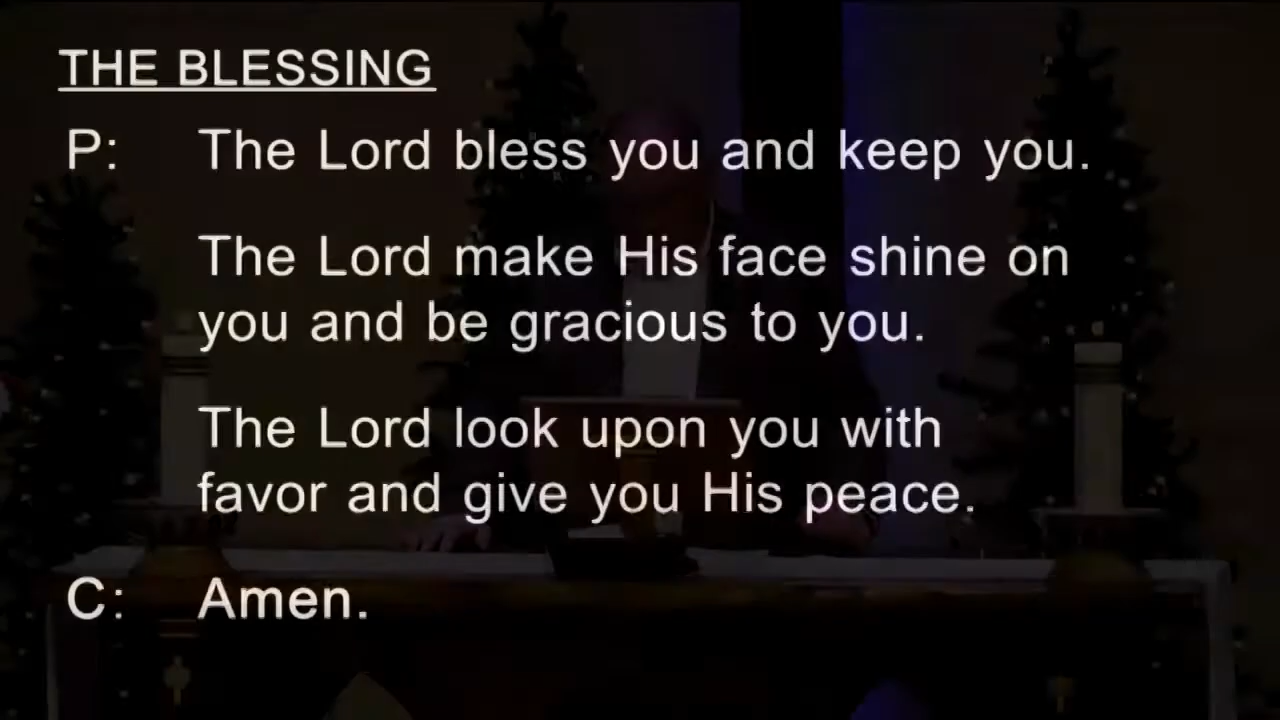 THE BLESSING
P: The Lord bless you and keep you.
The Lord make His face shine on
you and be gracious to you.
The Lord look upon you with
favor and give you His peace.
C: Amen.